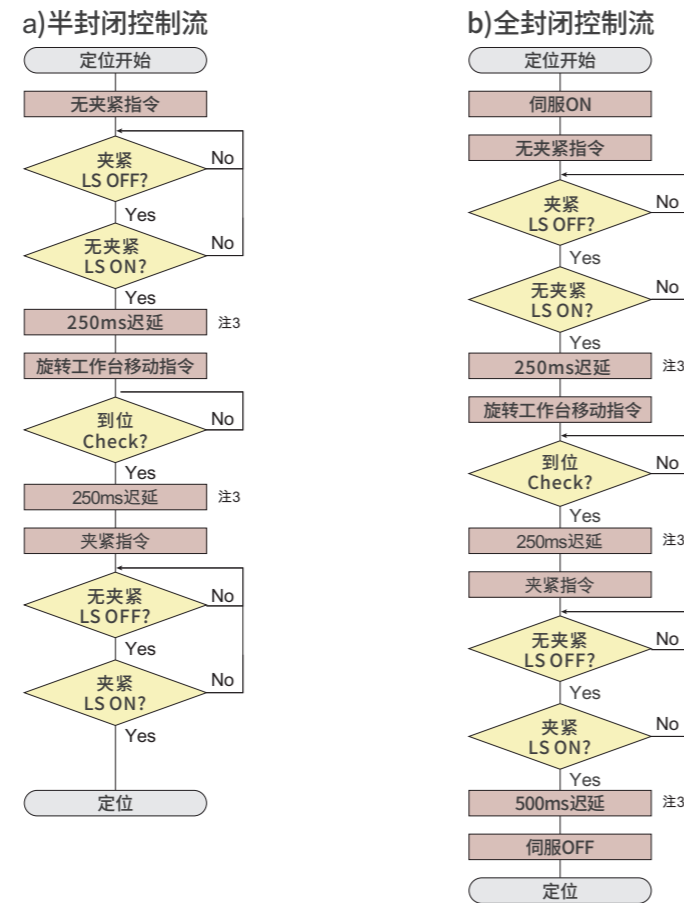 a)半封闭控制流
定位开始
无夹紧指令
夹紧
LS OFF?
No
Yes
无夹紧
LS ON?
No
Yes
250ms迟延
注3
旋转工作台移动指令
到位
Check?
No
Yes
250ms迟延
注3
夹紧指令
无夹紧
LS OFF?
No
Yes
夹紧
LS ON?
No
Yes
定位
b)全封闭控制流
定位开始
伺服ON
无夹紧指令
夹紧
LS OFF?
No
Yes
无夹紧
LS ON?
No
Yes
250ms迟延
注3
旋转工作台移动指令
到位
Check?
No
Yes
250ms迟延
注3
夹紧指令
无夹紧
LS OFF?
No
Yes
夹紧
LS ON?
No
Yes
500ms迟延
注3
伺服OFF
定位